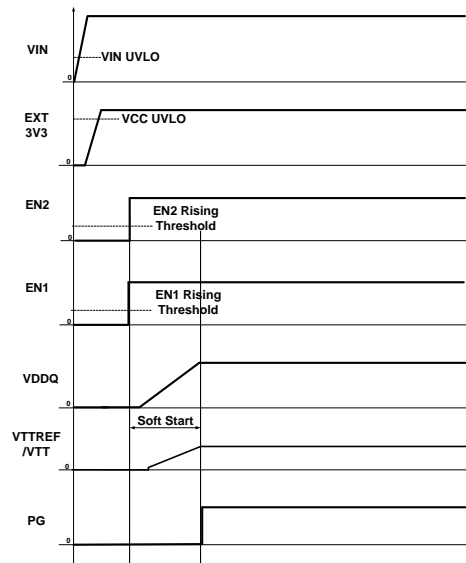 VIN
VIN UVLO
0
EXT
3V3
VCC UVLO
0
EN2
EN2 Rising
Threshold
0
EN1
EN1 Rising
Threshold
0
VDDQ
0
Soft Start
VTTREF
/VTT
0
PG
0